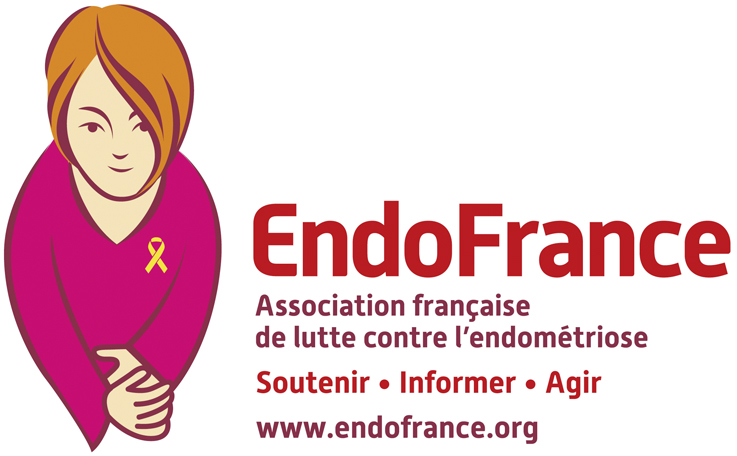 EndoFrance
Association française
de lutte contre l'endométriose
Soutenir • Informer • Agir
www.endofrance.org